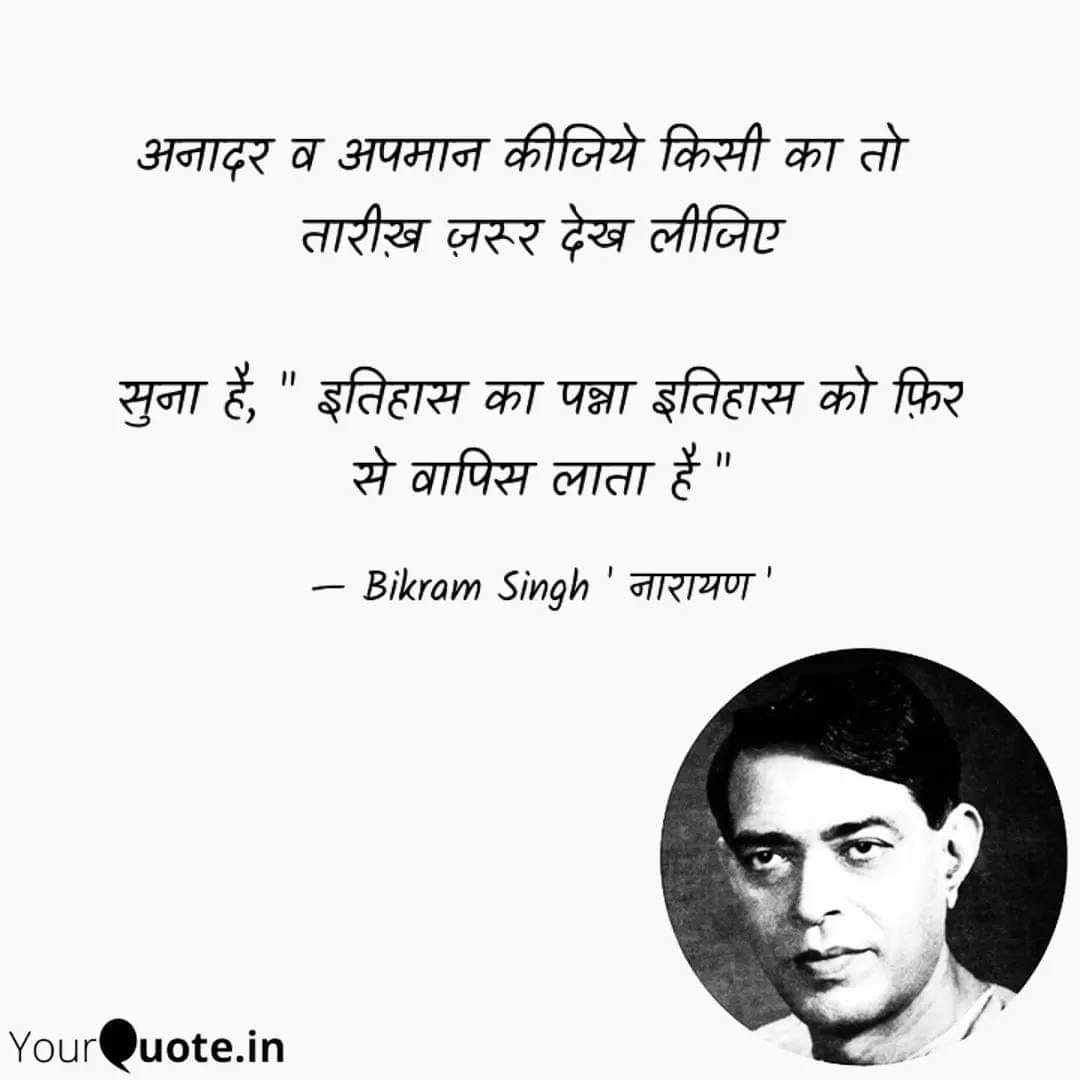 अनादर व अपमान कीजिये किसी का तो
तारीख़ ज़रूर देख लीजिए
सुना है, " इतिहास का पन्ना इतिहास को फ़िर
से वापिस लाता है "
— Bikram Singh ' नारायण '
YourQuote.in